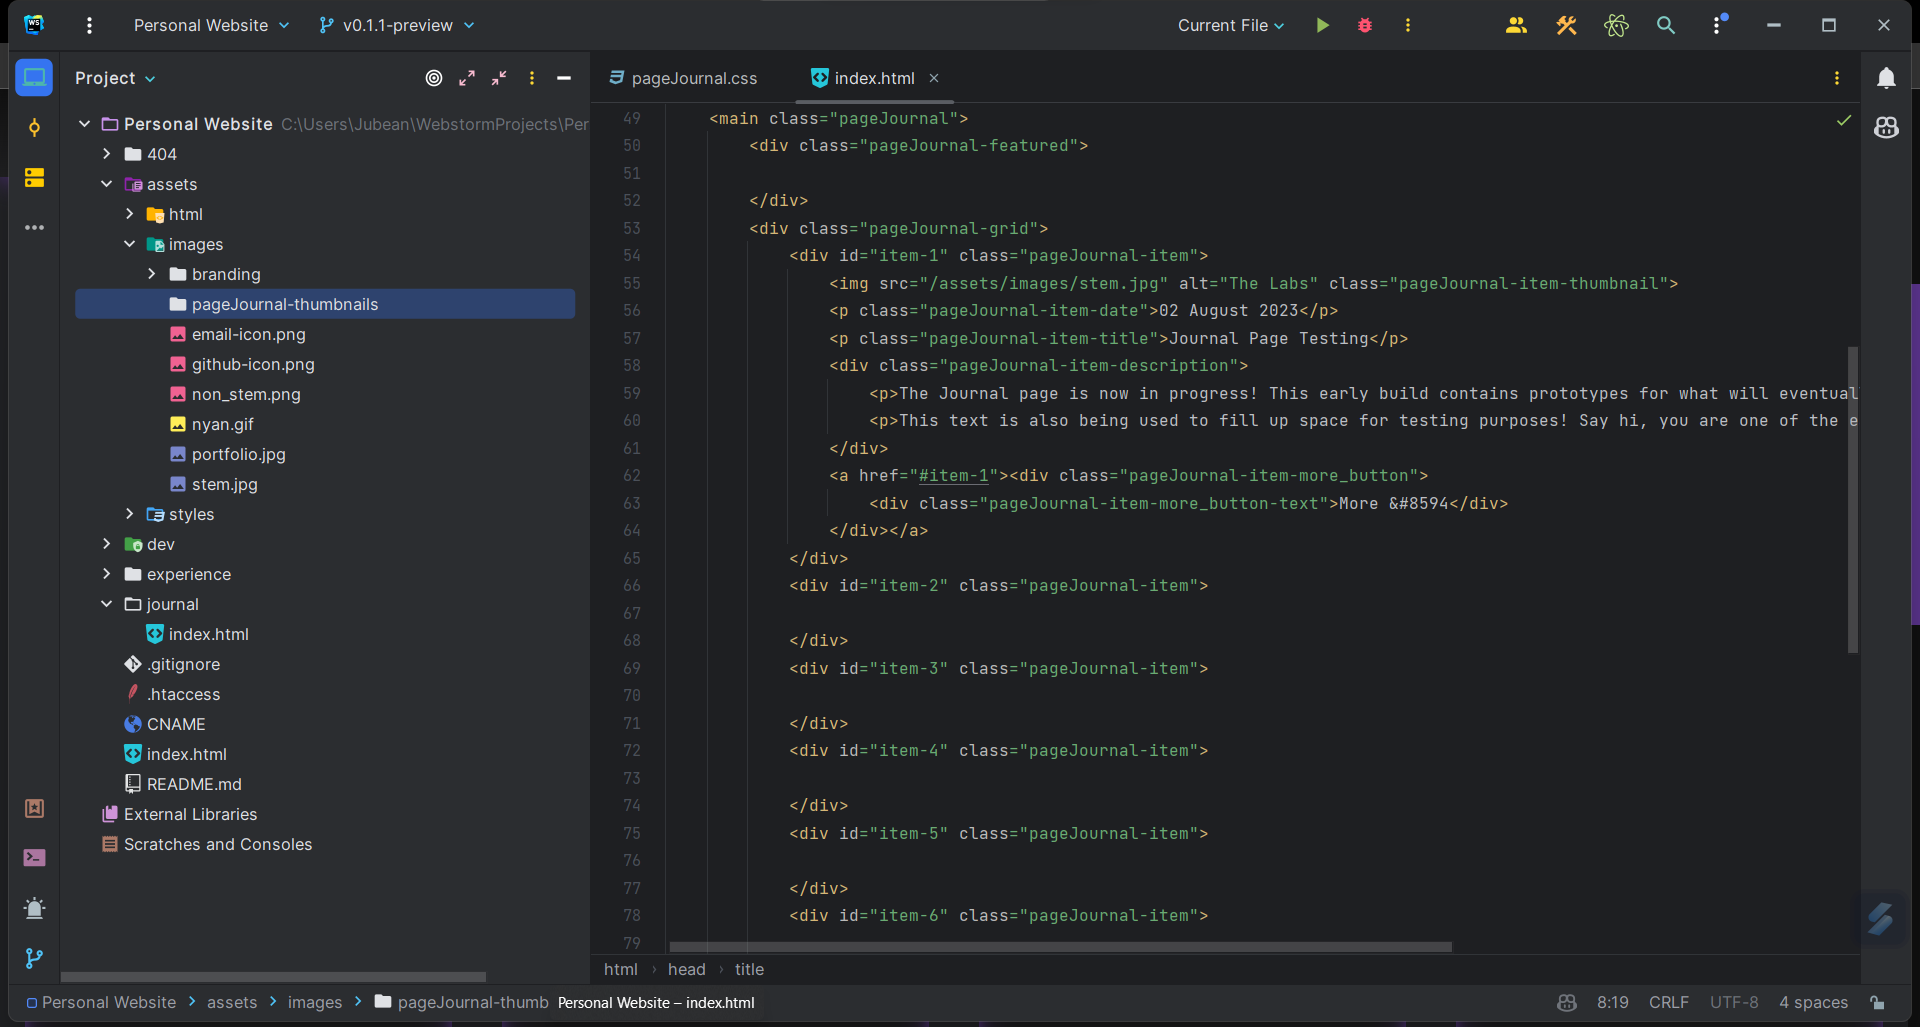 WS
Personal Website
v0.1.1-preview
Current File
Project
pageJournal.css
index.html
Personal Website C:\Users\Jubean\WebstormProjects\Per
404
assets
html
images
branding
pageJournal-thumbnails
email-icon.png
github-icon.png
non_stem.png
nyan.gif
portfolio.jpg
stem.jpg
styles
dev
experience
journal
index.html
.gitignore
.htaccess
CNAME
index.html
README.md
External Libraries
Scratches and Consoles
49 <main class="pageJournal">
50 <div class="pageJournal-featured">
51
52 </div>
53 <div class="pageJournal-grid">
54 <div id="item-1" class="pageJournal-item">
55 <img src="/assets/images/stem.jpg" alt="The Labs" class="pageJournal-item-thumbnail">
56 <p class="pageJournal-item-date">02 August 2023</p>
57 <p class="pageJournal-item-title">Journal Page Testing</p>
58 <div class="pageJournal-item-description">
59 <p>The Journal page is now in progress! This early build contains prototypes for what will eventual
60 <p>This text is also being used to fill up space for testing purposes! Say hi, you are one of the e
61 </div>
62 <a href="#item-1"><div class="pageJournal-item-more_button">
63 <div class="pageJournal-item-more_button-text">More &#8594</div>
64 </div></a>
65 </div>
66 <div id="item-2" class="pageJournal-item">
67
68 </div>
69 <div id="item-3" class="pageJournal-item">
70
71 </div>
72 <div id="item-4" class="pageJournal-item">
73
74 </div>
75 <div id="item-5" class="pageJournal-item">
76
77 </div>
78 <div id="item-6" class="pageJournal-item">
79
html › head › title
Personal Website > assets > images > pageJournal-thumb
Personal Website – index.html
8:19 CRLF UTF-8 4 spaces